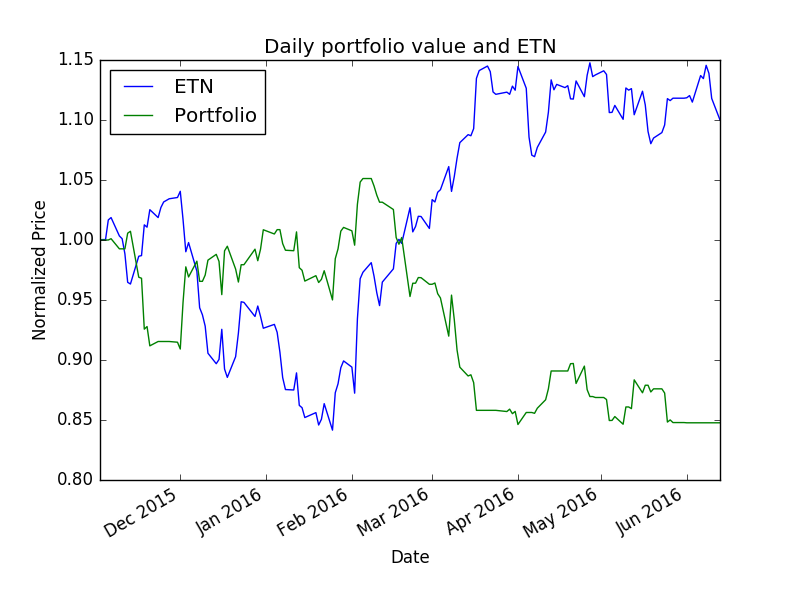 Daily portfolio value and ETN
ETN
Portfolio
1.15
1.10
1.05
1.00
0.95
0.90
0.85
0.80
Normalized Price
Dec 2015
Jan 2016
Feb 2016
Mar 2016
Apr 2016
May 2016
Jun 2016
Date